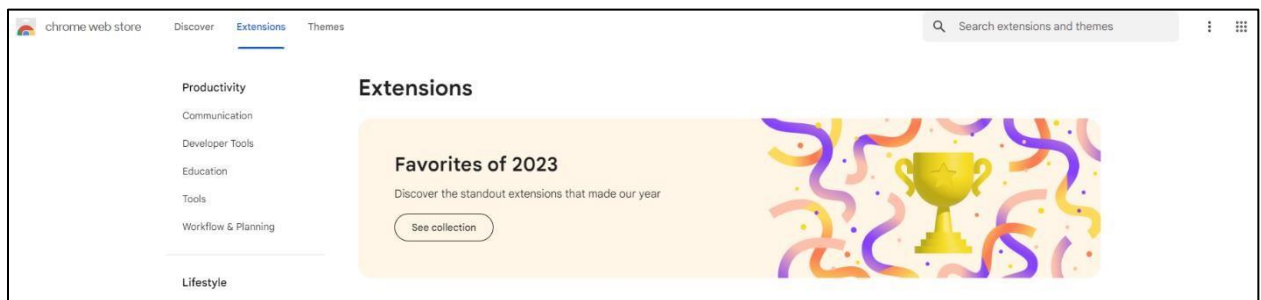 chrome web store Discover Extensions Themes Search extensions and themes
Productivity
Communication
Developer Tools
Education
Tools
Workflow & Planning
Lifestyle
Extensions
Favorites of 2023
Discover the standout extensions that made our year
See collection